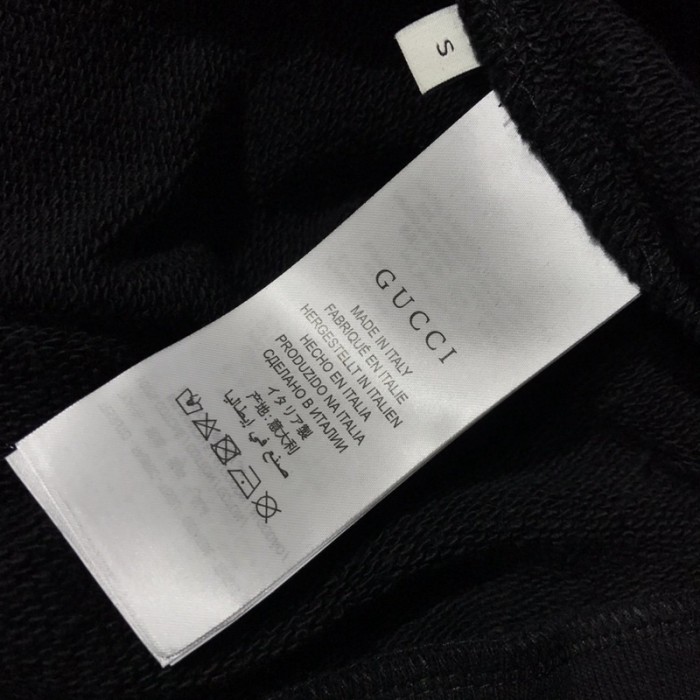 S
GUCCI
MADE IN ITALY
FABRIQUÉ EN ITALIE
HERGESTELLT IN ITALIEN
HECHO EN ITALIA
PRODUZIDO NA ITALIA
СДЕЛАНО В ИТАЛИИ
イタリア製
产地：意大利
صنع في إيطاليا